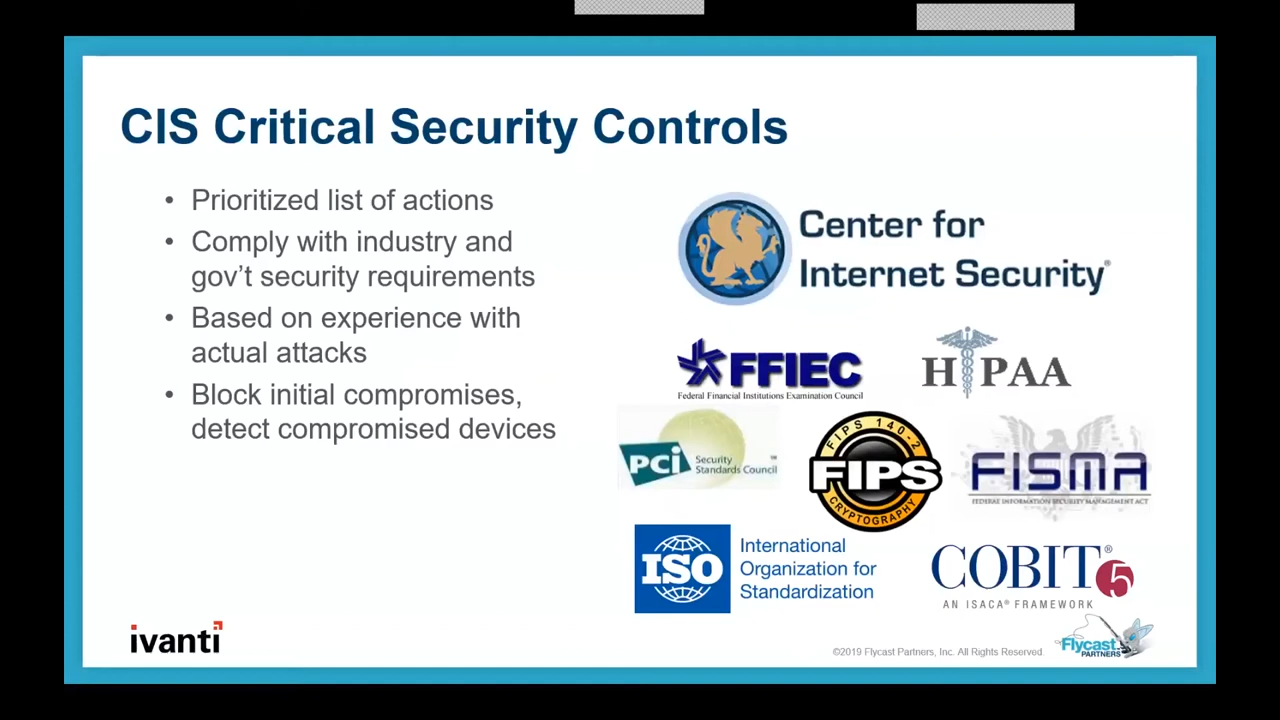 CIS Critical Security Controls
• Prioritized list of actions
• Comply with industry and
gov't security requirements
• Based on experience with
actual attacks
• Block initial compromises,
detect compromised devices
Center for
Internet Security®
FFIEC
Federal Financial Institutions Examination Council
HIPAA
PCi Security
Standards Council ™
FIPS 140-2
FIPS
CRYPTOGRAPHY
FISMA
FEDERAL INFORMATION SECURITY MANAGEMENT ACT
ISO
International
Organization for
Standardization
COBIT® 5
AN ISACA® FRAMEWORK
ivanti
©2019 Flycast Partners, Inc. All Rights Reserved.
Flycast
PARTNERS